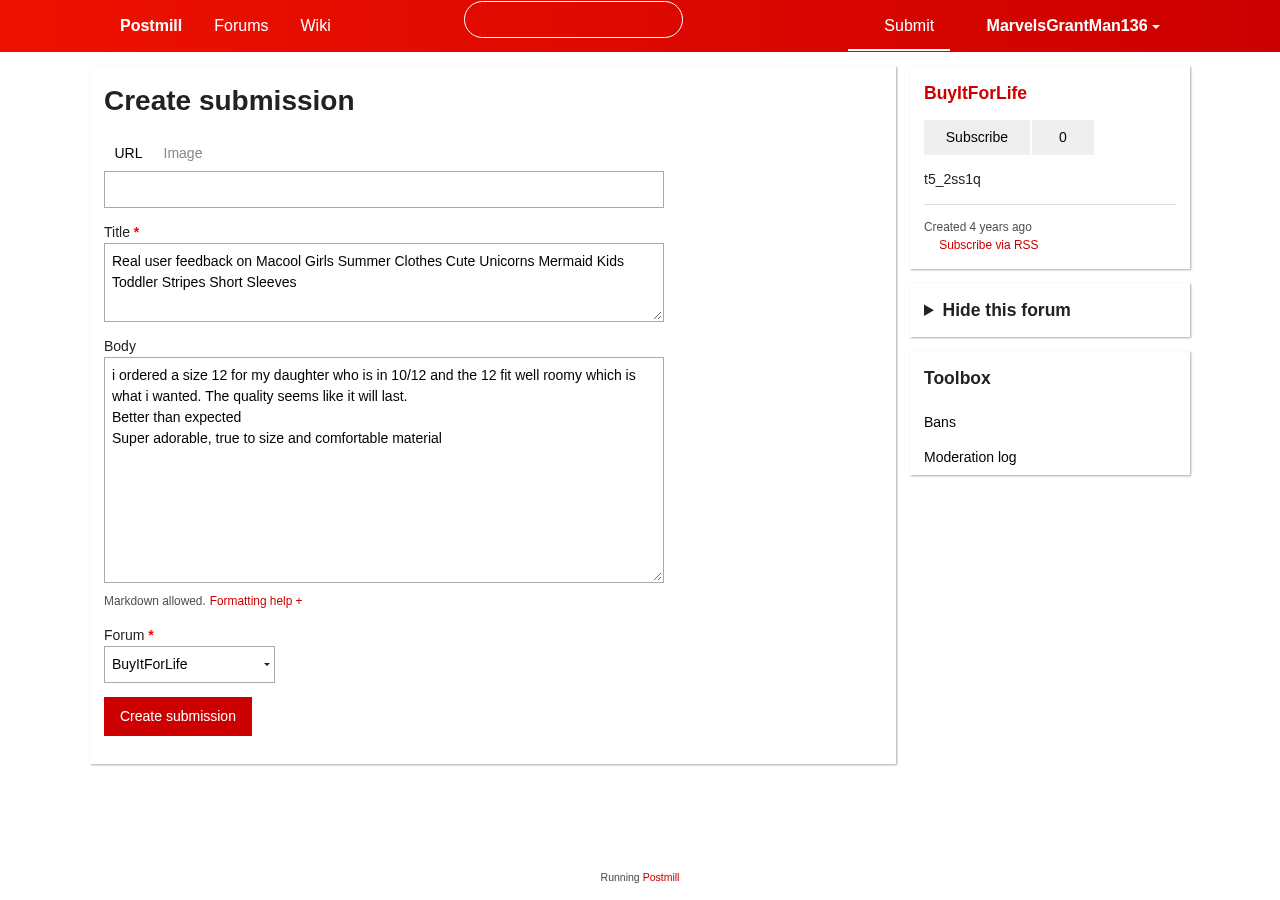 Postmill Forums Wiki Submit MarvelsGrantMan136
Create submission
URL Image
Title *
Real user feedback on Macool Girls Summer Clothes Cute Unicorns Mermaid Kids
Toddler Stripes Short Sleeves
Body
i ordered a size 12 for my daughter who is in 10/12 and the 12 fit well roomy which is
what i wanted. The quality seems like it will last.
Better than expected
Super adorable, true to size and comfortable material
Markdown allowed. Formatting help +
Forum *
BuyItForLife
Create submission
BuyItForLife
Subscribe 0
t5_2ss1q
Created 4 years ago
Subscribe via RSS
Hide this forum
Toolbox
Bans
Moderation log
Running Postmill